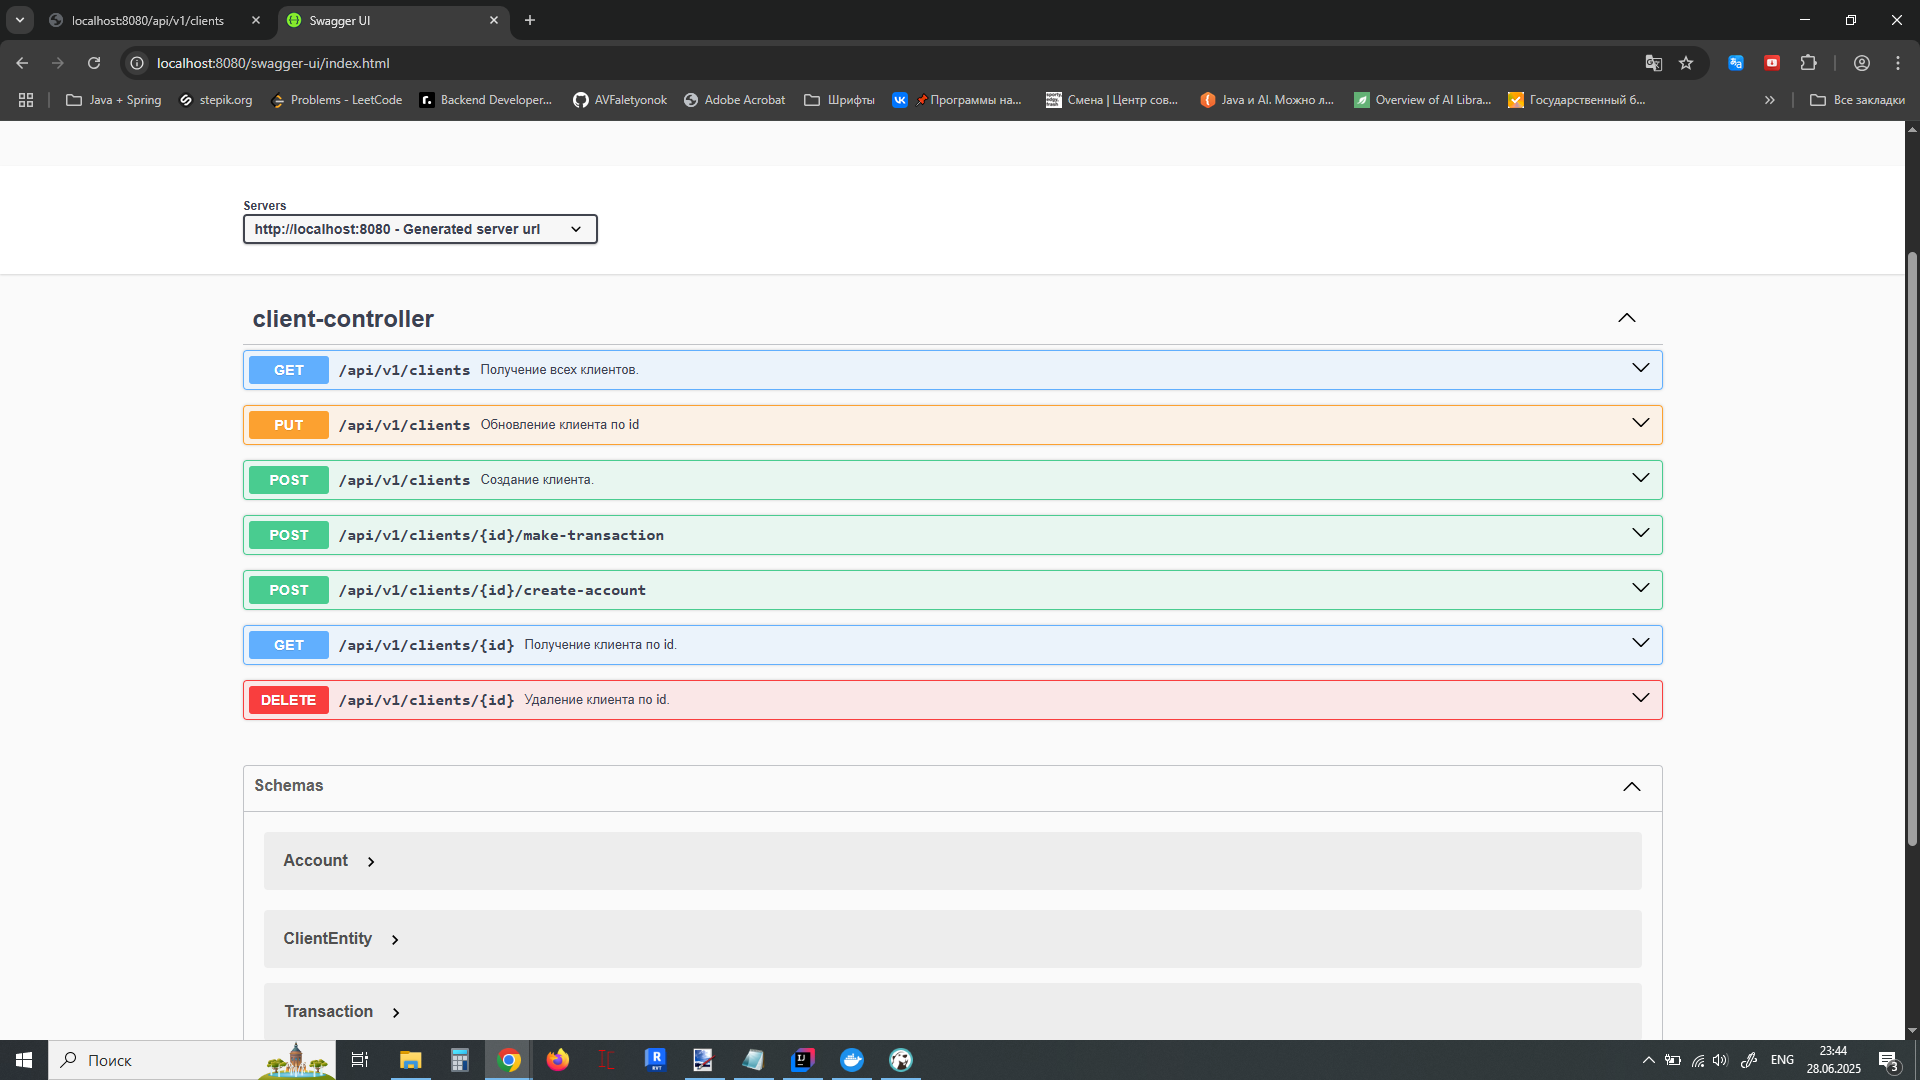 localhost:8080/api/v1/clients
Swagger UI
localhost:8080/swagger-ui/index.html
Java + Spring
stepik.org
Problems - LeetCode
Backend Developer...
AVFaletyonok
Adobe Acrobat
Шрифты
Программы на...
Смена | Центр сов...
Java и AI. Можно л...
Overview of AI Libra...
Государственный б...
Все закладки
Servers
http://localhost:8080 - Generated server url
client-controller
GET /api/v1/clients Получение всех клиентов.
PUT /api/v1/clients Обновление клиента по id
POST /api/v1/clients Создание клиента.
POST /api/v1/clients/{id}/make-transaction
POST /api/v1/clients/{id}/create-account
GET /api/v1/clients/{id} Получение клиента по id.
DELETE /api/v1/clients/{id} Удаление клиента по id.
Schemas
Account
ClientEntity
Transaction
Поиск
ENG
23:44
28.06.2025
3